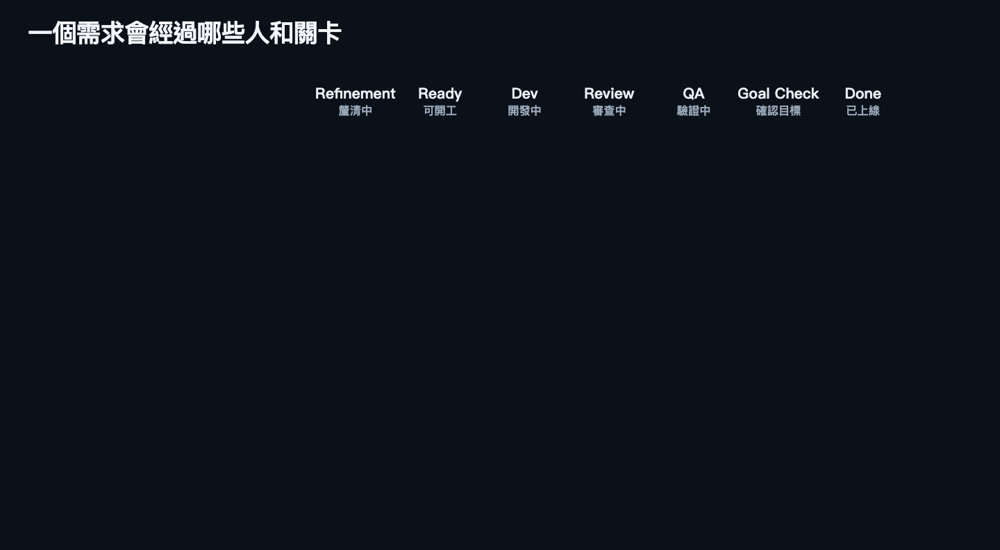 一個需求會經過哪些人和關卡
Refinement Ready Dev Review QA Goal Check Done
釐清中 可開工 開發中 審查中 驗證中 確認目標 已上線